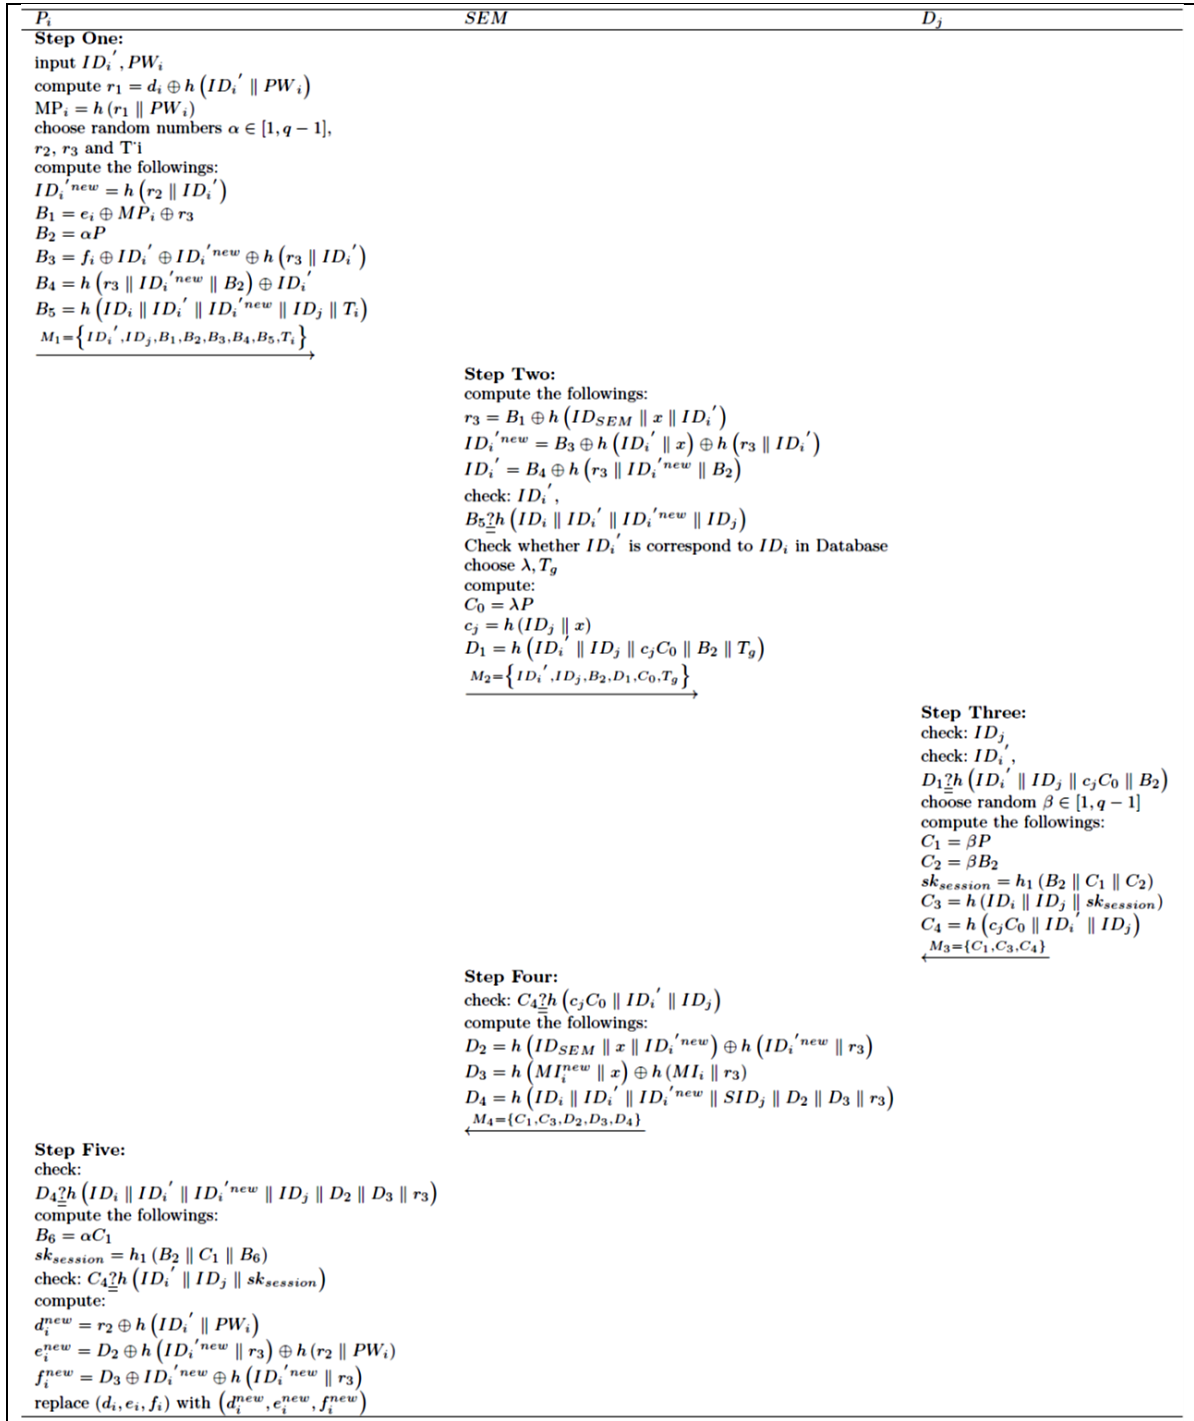 P_i SEM D_j
Step One:
input ID_i′, PW_i
compute r_1 = d_i ⊕ h (ID_i′ ∥ PW_i)
MP_i = h (r_1 ∥ PW_i)
choose random numbers α ∈ [1, q − 1],
r_2, r_3 and T˙i
compute the followings:
ID_i′^new = h (r_2 ∥ ID_i′)
B_1 = e_i ⊕ MP_i ⊕ r_3
B_2 = αP
B_3 = f_i ⊕ ID_i′ ⊕ ID_i′^new ⊕ h (r_3 ∥ ID_i′)
B_4 = h (r_3 ∥ ID_i′^new ∥ B_2) ⊕ ID_i′
B_5 = h (ID_i ∥ ID_i′ ∥ ID_i′^new ∥ ID_j ∥ T_i)
M_1={ID_i′,ID_j,B_1,B_2,B_3,B_4,B_5,T_i}
Step Two:
compute the followings:
r_3 = B_1 ⊕ h (ID_SEM ∥ x ∥ ID_i′)
ID_i′^new = B_3 ⊕ h (ID_i′ ∥ x) ⊕ h (r_3 ∥ ID_i′)
ID_i′ = B_4 ⊕ h (r_3 ∥ ID_i′^new ∥ B_2)
check: ID_i′,
B_5 ?= h (ID_i ∥ ID_i′ ∥ ID_i′^new ∥ ID_j)
Check whether ID_i′ is correspond to ID_i in Database
choose λ, T_g
compute:
C_0 = λP
c_j = h (ID_j ∥ x)
D_1 = h (ID_i′ ∥ ID_j ∥ c_jC_0 ∥ B_2 ∥ T_g)
M_2={ID_i′,ID_j,B_2,D_1,C_0,T_g}
Step Three:
check: ID_j
check: ID_i′,
D_1 ?= h (ID_i′ ∥ ID_j ∥ c_jC_0 ∥ B_2)
choose random β ∈ [1, q − 1]
compute the followings:
C_1 = βP
C_2 = βB_2
sk_session = h_1 (B_2 ∥ C_1 ∥ C_2)
C_3 = h (ID_i ∥ ID_j ∥ sk_session)
C_4 = h (c_jC_0 ∥ ID_i′ ∥ ID_j)
M_3={C_1,C_3,C_4}
Step Four:
check: C_4 ?= h (c_jC_0 ∥ ID_i′ ∥ ID_j)
compute the followings:
D_2 = h (ID_SEM ∥ x ∥ ID_i′^new) ⊕ h (ID_i′^new ∥ r_3)
D_3 = h (MI_i^new ∥ x) ⊕ h (MI_i ∥ r_3)
D_4 = h (ID_i ∥ ID_i′ ∥ ID_i′^new ∥ SID_j ∥ D_2 ∥ D_3 ∥ r_3)
M_4={C_1,C_3,D_2,D_3,D_4}
Step Five:
check:
D_4 ?= h (ID_i ∥ ID_i′ ∥ ID_i′^new ∥ ID_j ∥ D_2 ∥ D_3 ∥ r_3)
compute the followings:
B_6 = αC_1
sk_session = h_1 (B_2 ∥ C_1 ∥ B_6)
check: C_4 ?= h (ID_i′ ∥ ID_j ∥ sk_session)
compute:
d_i^new = r_2 ⊕ h (ID_i′ ∥ PW_i)
e_i^new = D_2 ⊕ h (ID_i′^new ∥ r_3) ⊕ h (r_2 ∥ PW_i)
f_i^new = D_3 ⊕ ID_i′^new ⊕ h (ID_i′^new ∥ r_3)
replace (d_i, e_i, f_i) with (d_i^new, e_i^new, f_i^new)